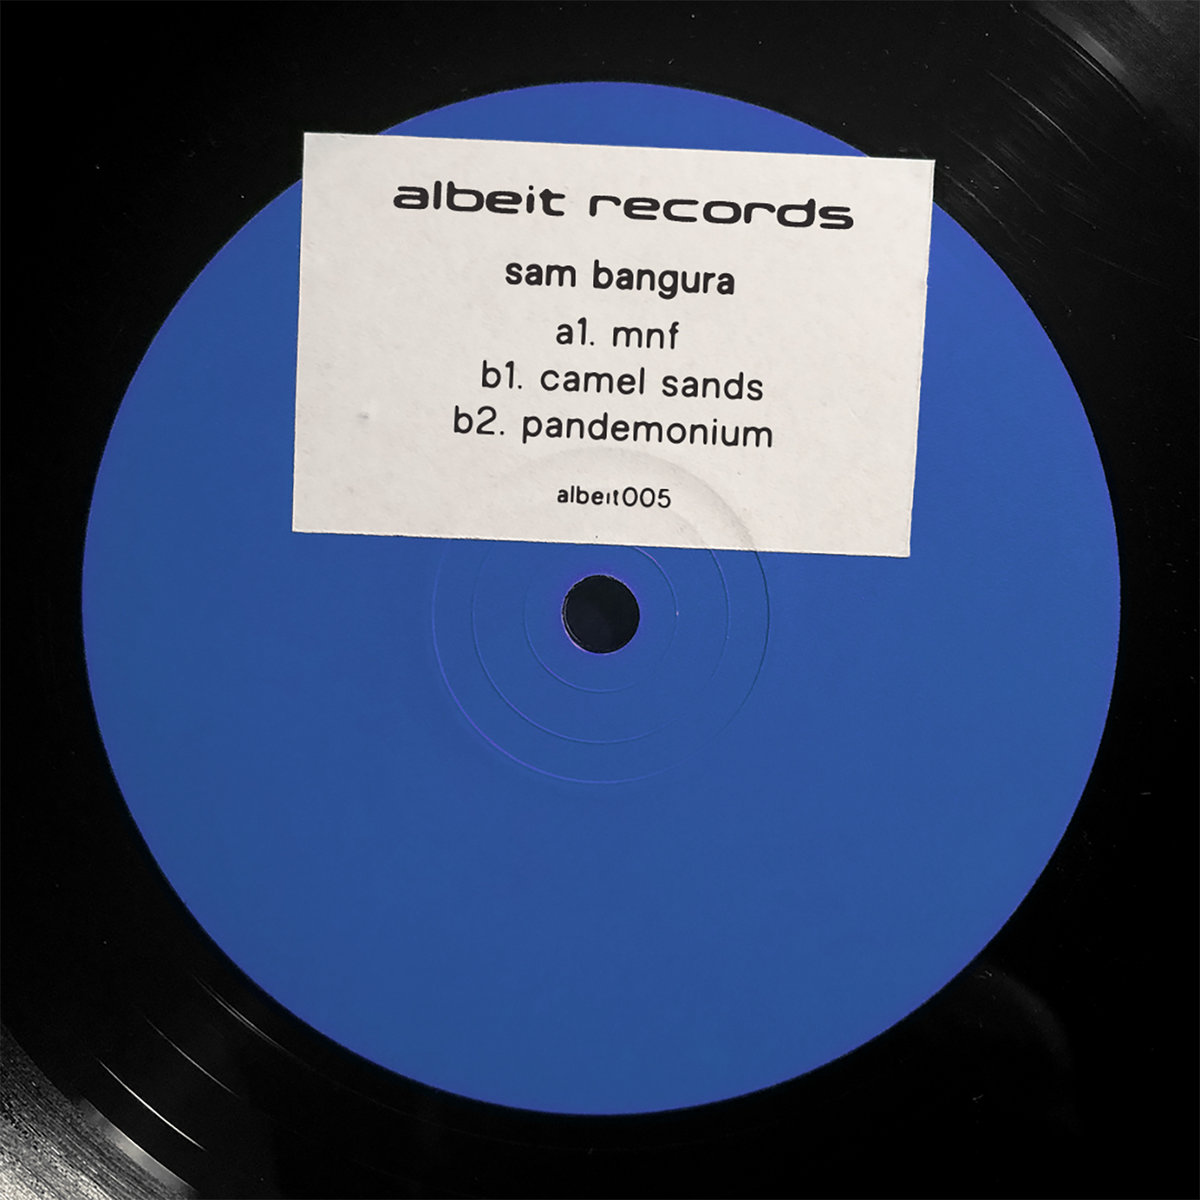 albeit records
sam bangura
a1. mnf
b1. camel sands
b2. pandemonium
albeit005